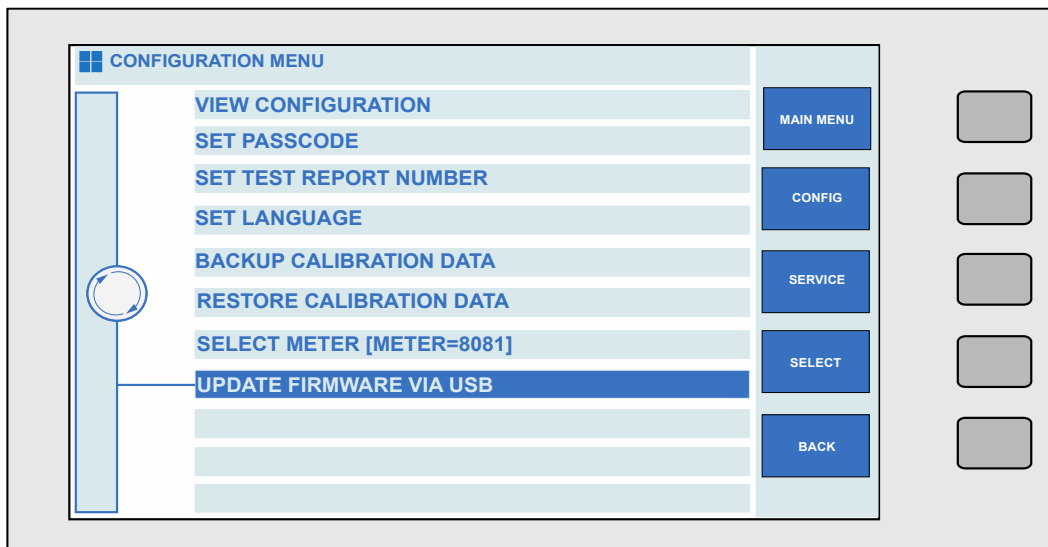 CONFIGURATION MENU
VIEW CONFIGURATION
SET PASSCODE
SET TEST REPORT NUMBER
SET LANGUAGE
BACKUP CALIBRATION DATA
RESTORE CALIBRATION DATA
SELECT METER [METER=8081]
UPDATE FIRMWARE VIA USB
MAIN MENU
CONFIG
SERVICE
SELECT
BACK